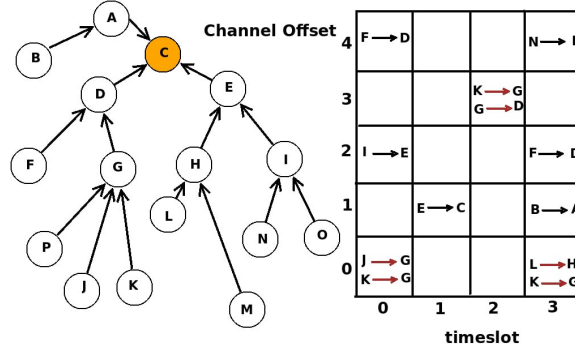 A
B
C
D
E
F
G
H
I
L
P
J
K
N
O
M
Channel Offset
4
F → D
N →
3
K → G
G → D
2
I → E
F → D
1
E → C
B → A
0
J → G
K → G
L → H
K → G
0
1
2
3
timeslot